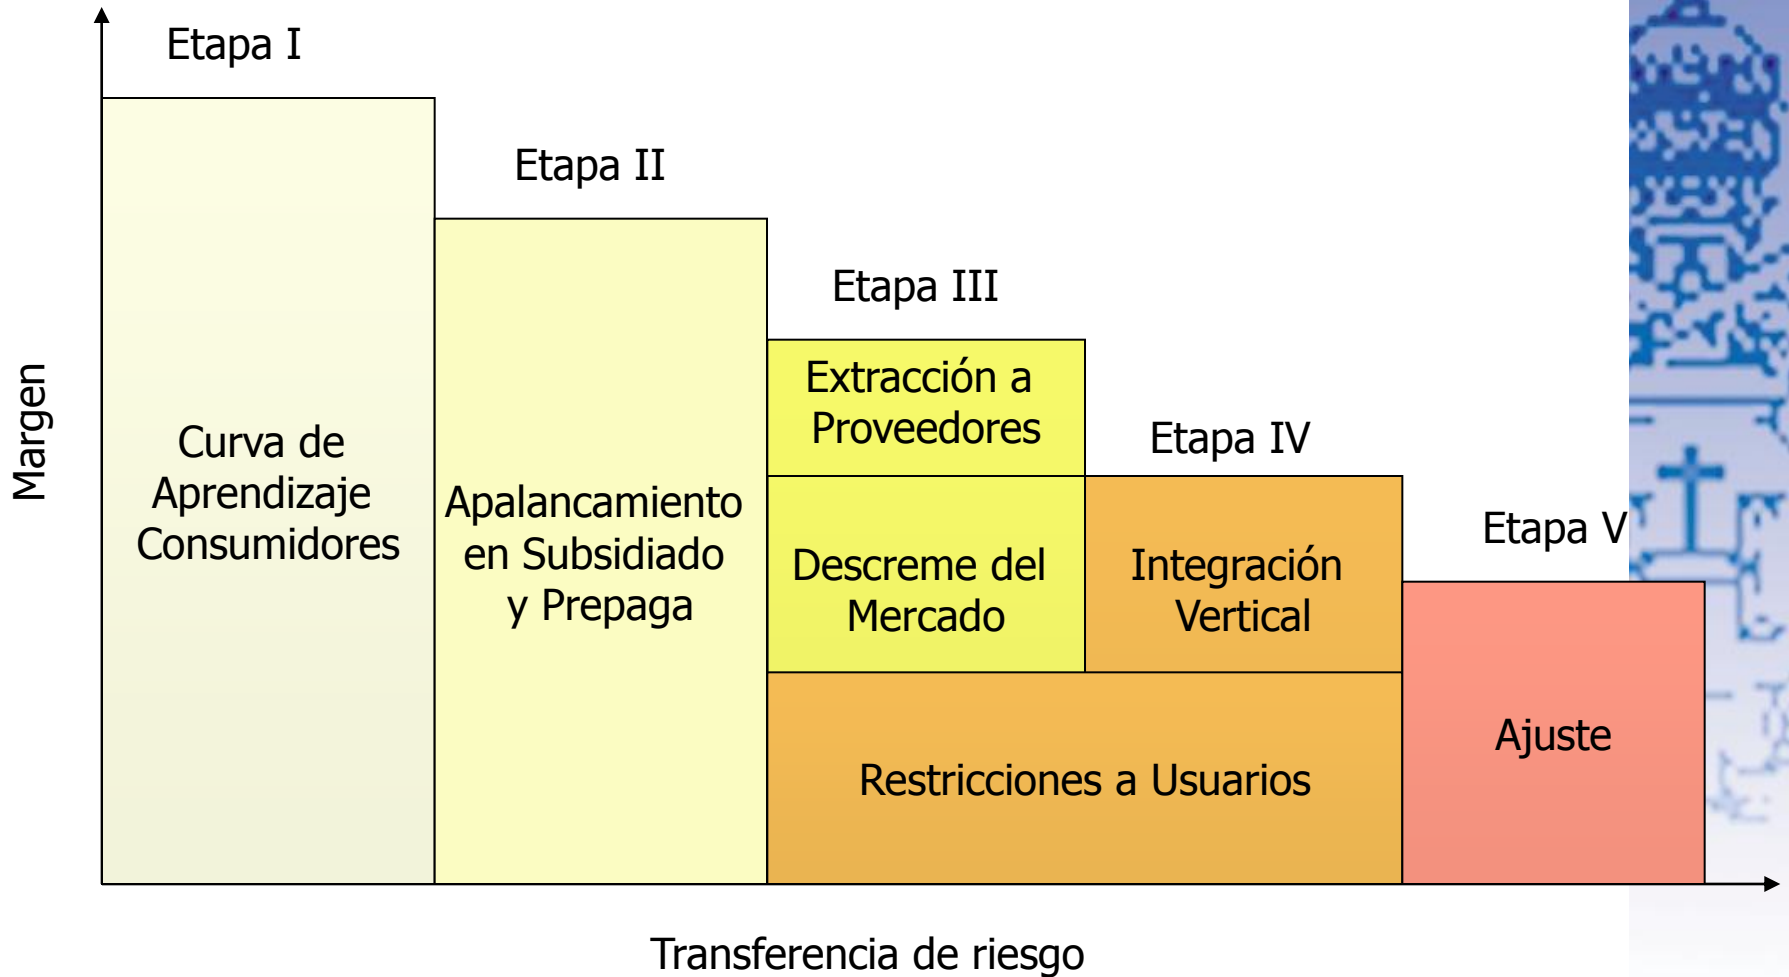 Etapa I
Etapa II
Etapa III
Etapa IV
Etapa V
Margen
Curva de
Aprendizaje
Consumidores
Apalancamiento
en Subsidiado
y Prepaga
Extracción a
Proveedores
Descreme del
Mercado
Integración
Vertical
Restricciones a Usuarios
Ajuste
Transferencia de riesgo